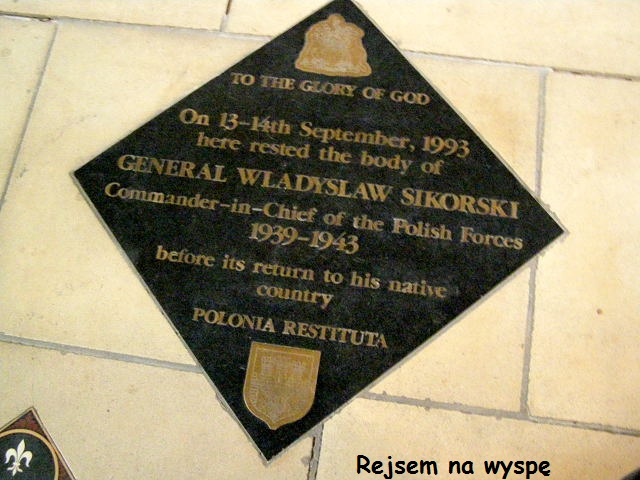 TO THE GLORY OF GOD
On 13-14th September, 1993
here rested the body of
GENERAL WLADYSLAW SIKORSKI
Commander-in-Chief of the Polish Forces
1939-1943
before its return to his native
country
POLONIA RESTITUTA
Rejsem na wyspę